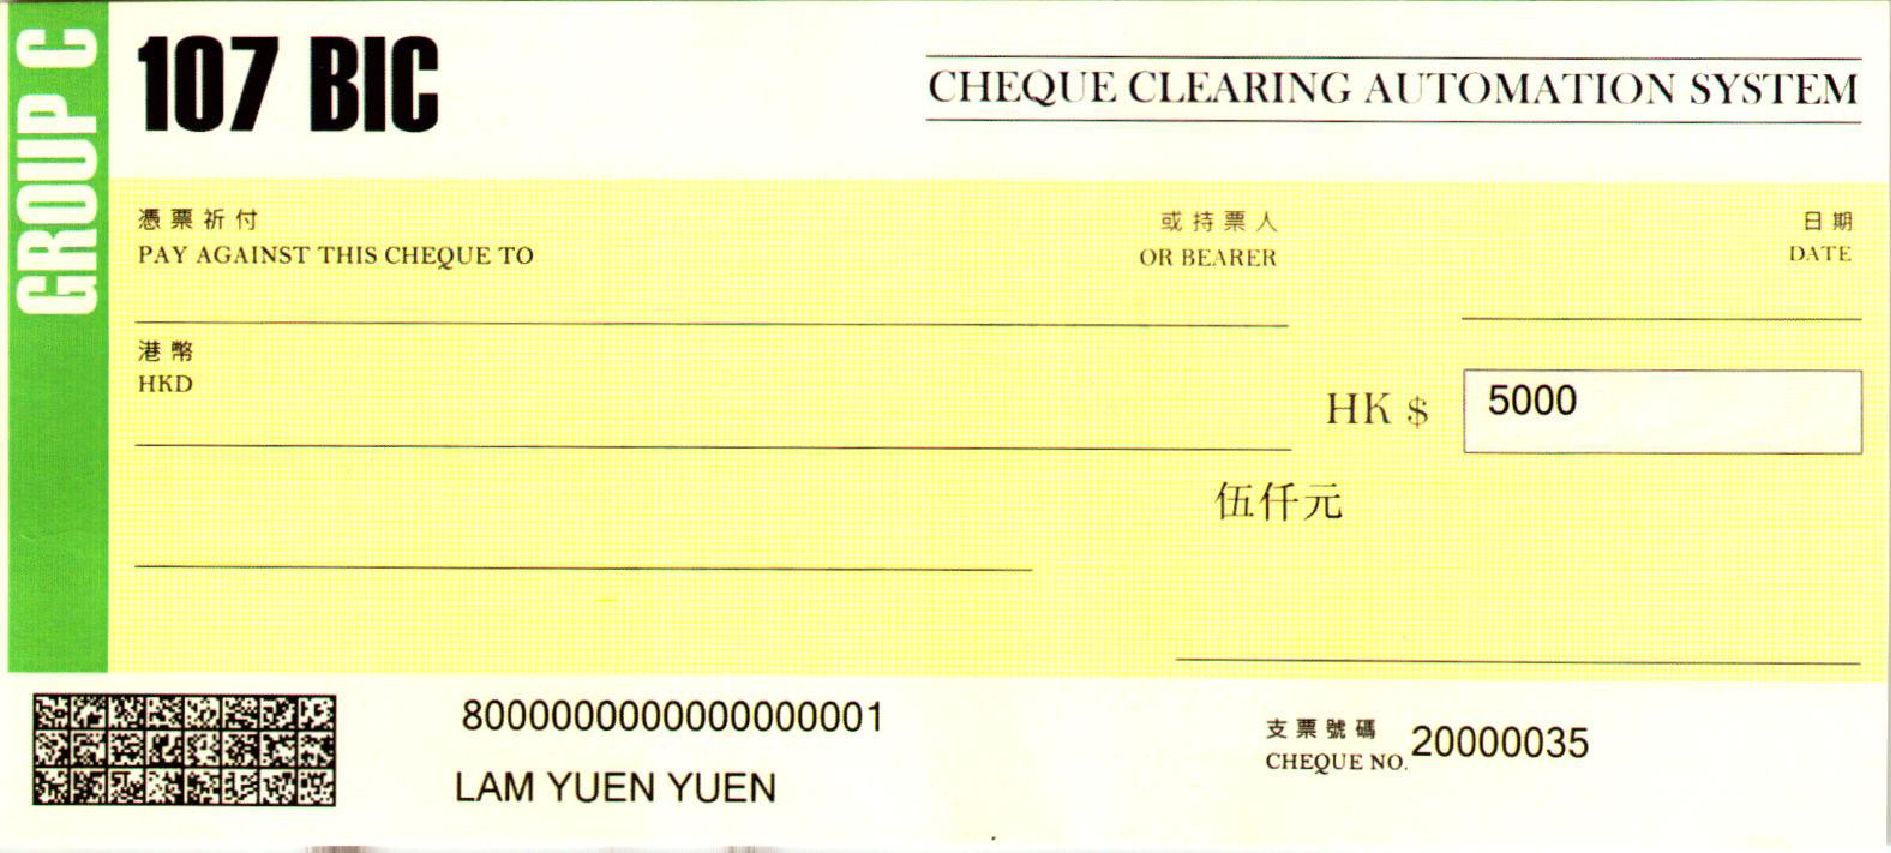 GROUP C
107 BIC
CHEQUE CLEARING AUTOMATION SYSTEM
憑票祈付 或持票人 日期
PAY AGAINST THIS CHEQUE TO OR BEARER DATE
港幣
HKD
HK $ 5000
伍仟元
8000000000000000001
支票號碼
CHEQUE NO. 20000035
LAM YUEN YUEN